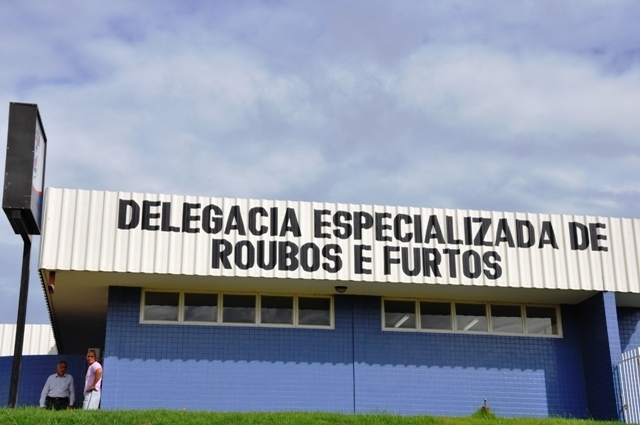 DELEGACIA ESPECIALIZADA DE
ROUBOS E FURTOS